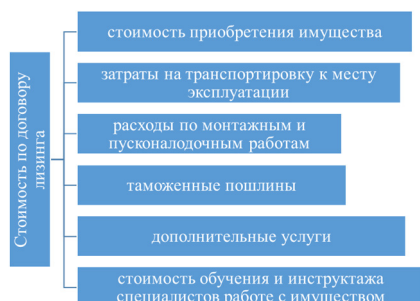 Стоимость по договору
лизинга
стоимость приобретения имущества
затраты на транспортировку к месту
эксплуатации
расходы по монтажным и
пусконаладочным работам
таможенные пошлины
дополнительные услуги
стоимость обучения и инструктажа
специалистов работе с имуществом